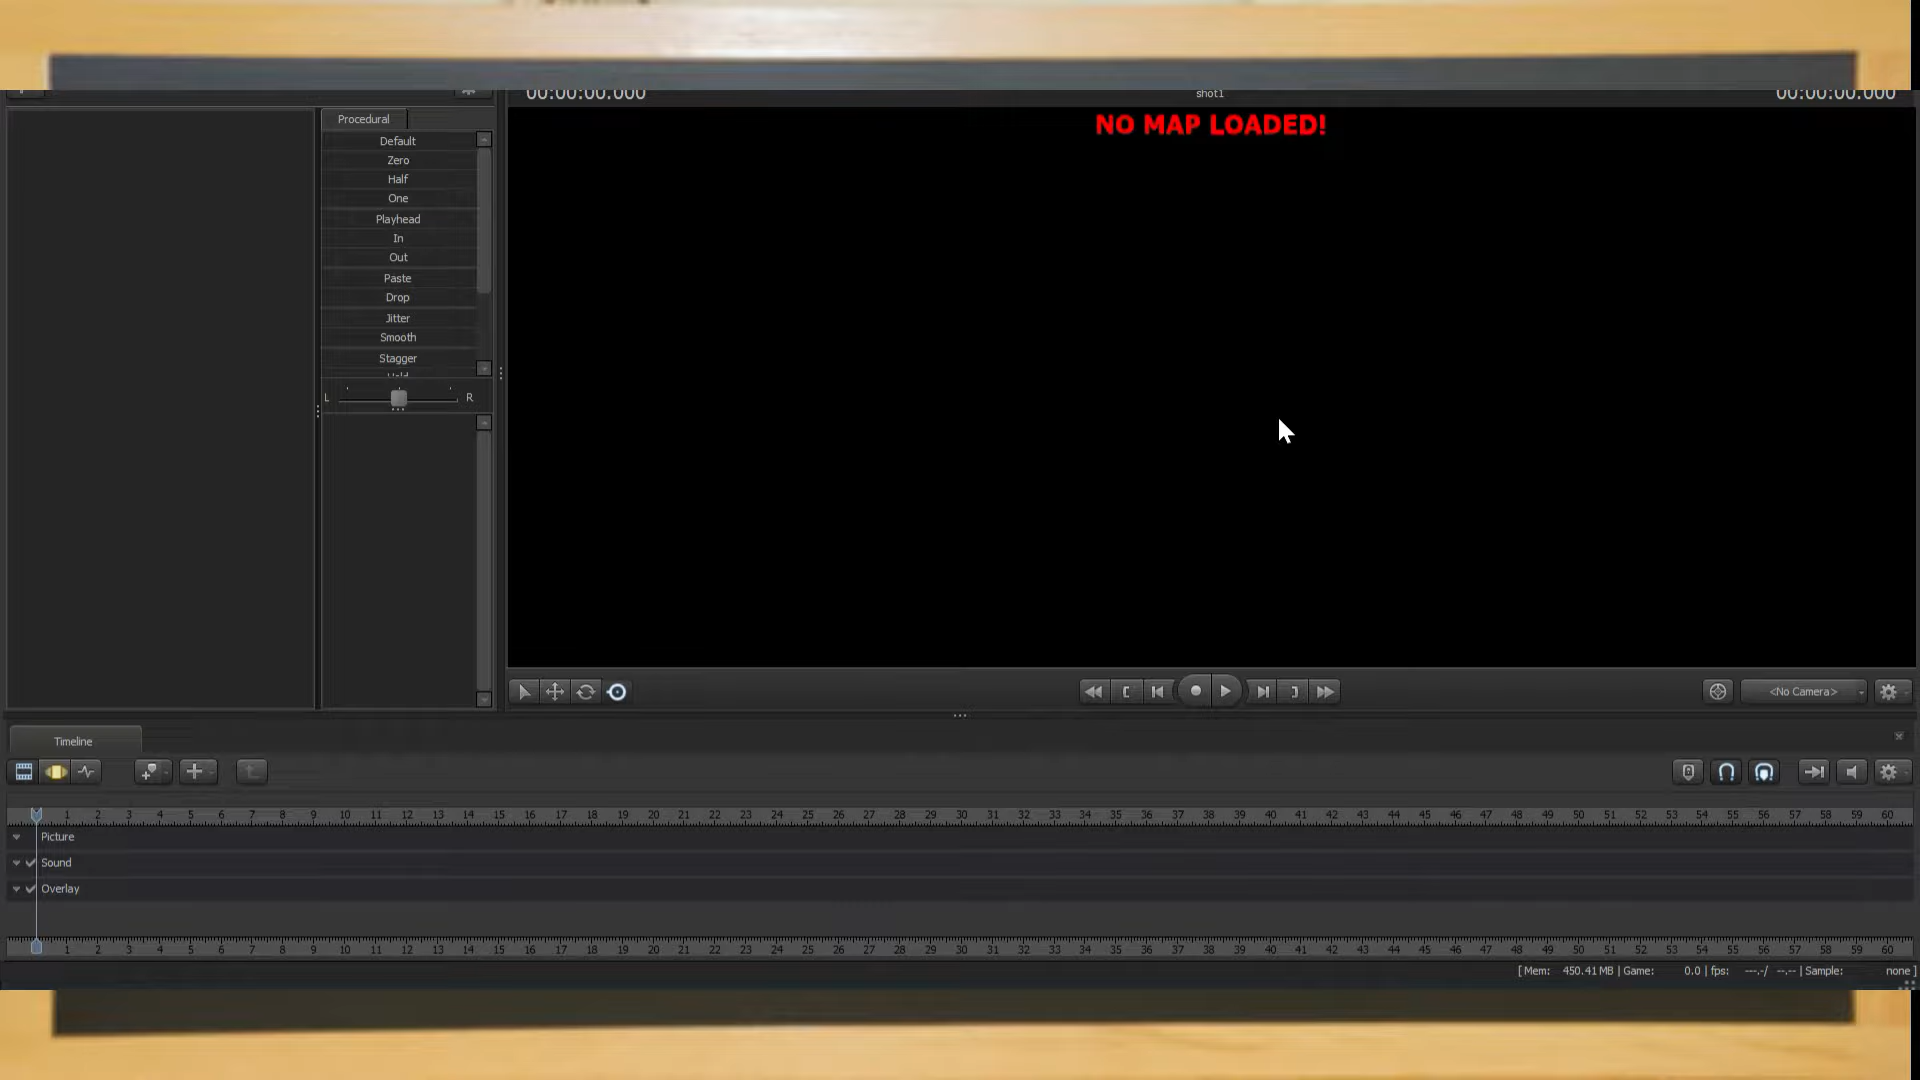 00:00:00.000 shot1 00:00:00.000
Procedural
NO MAP LOADED!
Default
Zero
Half
One
Playhead
In
Out
Paste
Drop
Jitter
Smooth
Stagger
L R
<No Camera>
Timeline
1 2 3 4 5 6 7 8 9 10 11 12 13 14 15 16 17 18 19 20 21 22 23 24 25 26 27 28 29 30 31 32 33 34 35 36 37 38 39 40 41 42 43 44 45 46 47 48 49 50 51 52 53 54 55 56 57 58 59 60
Picture
Sound
Overlay
1 2 3 4 5 6 7 8 9 10 11 12 13 14 15 16 17 18 19 20 21 22 23 24 25 26 27 28 29 30 31 32 33 34 35 36 37 38 39 40 41 42 43 44 45 46 47 48 49 50 51 52 53 54 55 56 57 58 59 60
[ Mem: 450.41 MB | Game: 0.0 | fps: ---.-/ --.-- | Sample: none ]